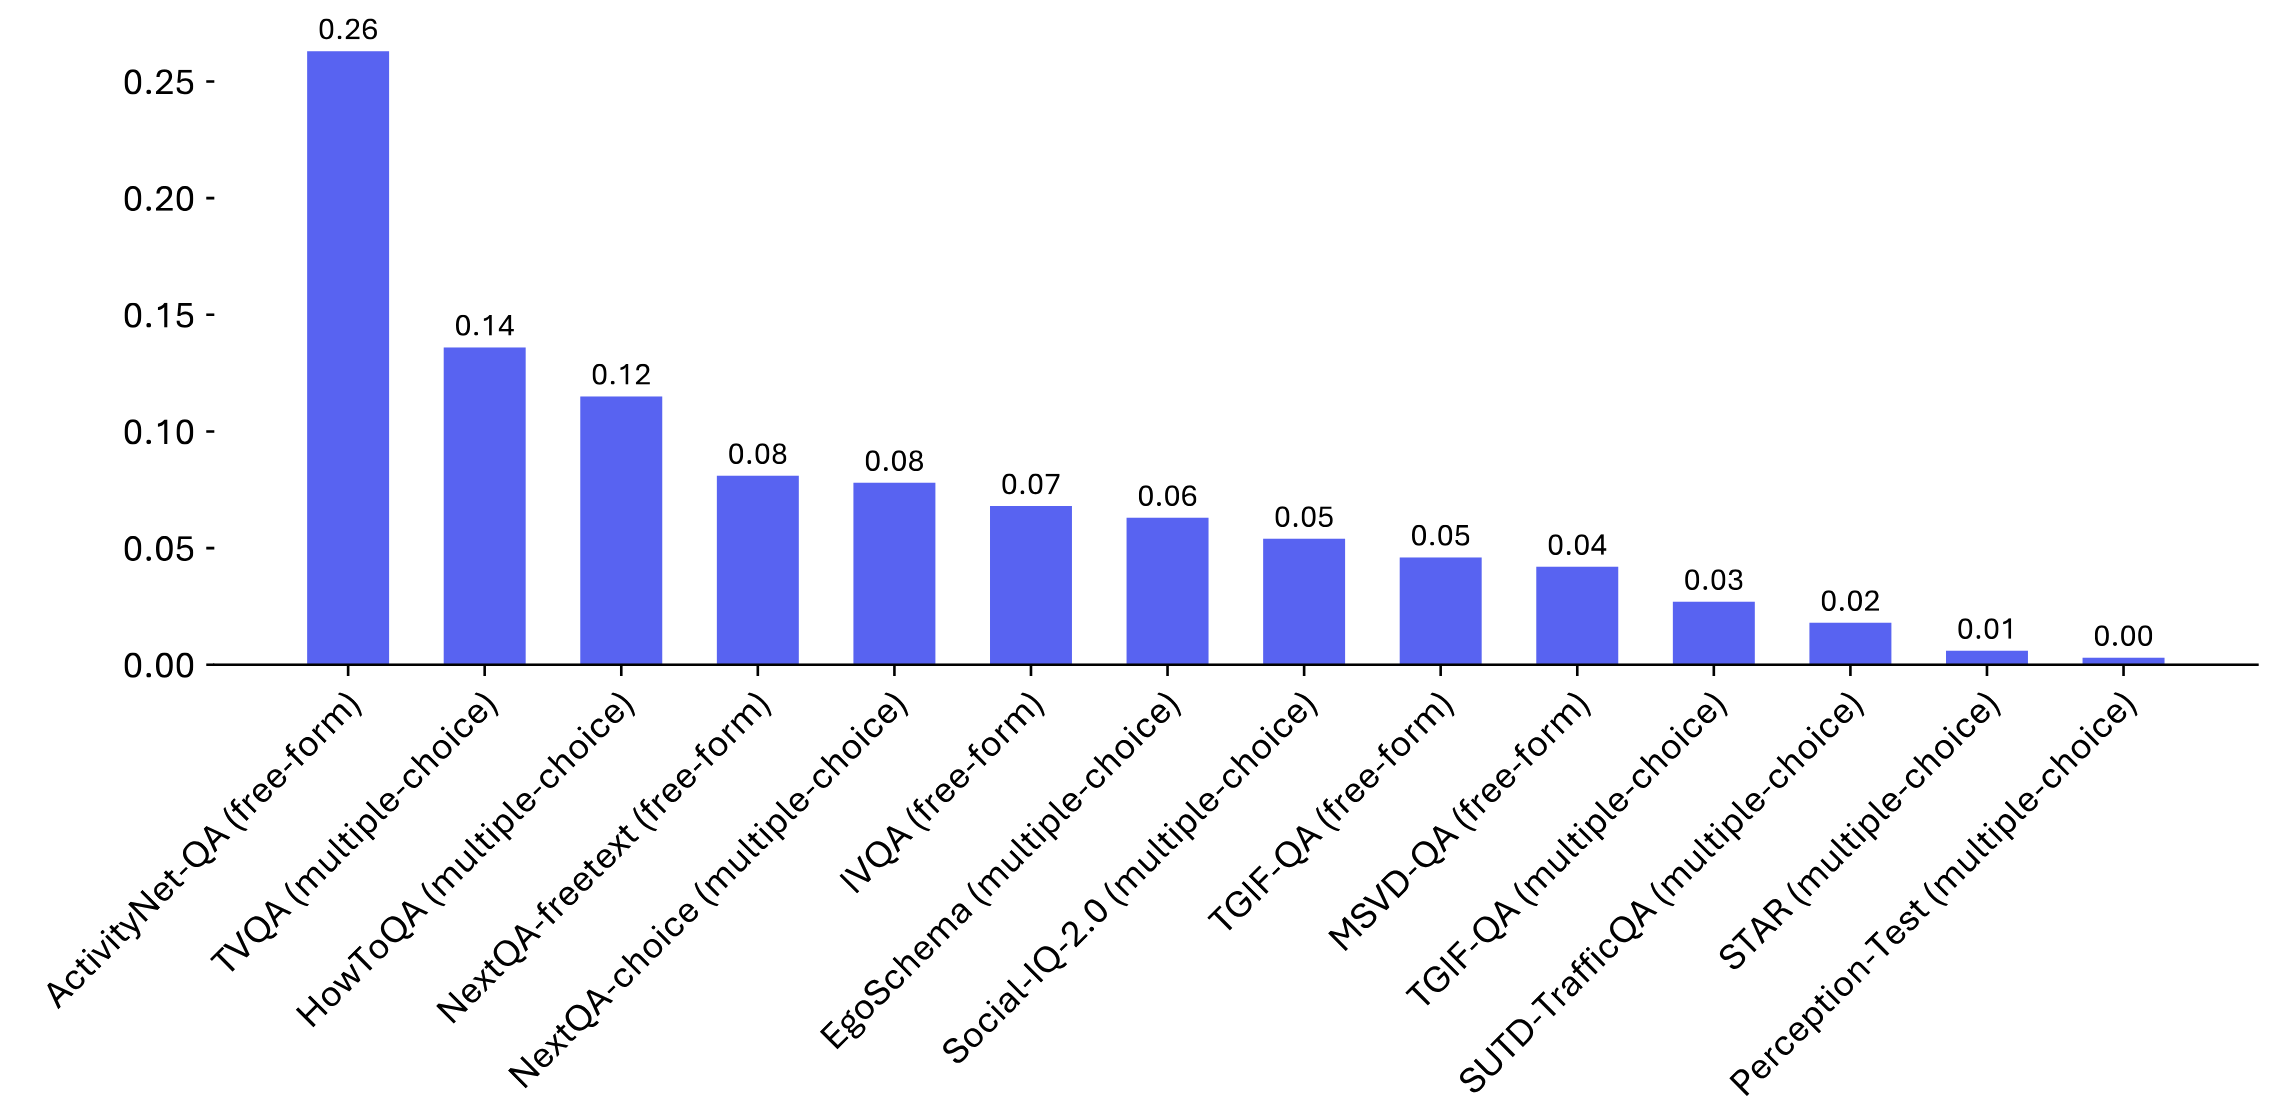 0.26
0.14
0.12
0.08
0.08
0.07
0.06
0.05
0.05
0.04
0.03
0.02
0.01
0.00
0.25
0.20
0.15
0.10
0.05
0.00
ActivityNet-QA (free-form)
TVQA (multiple-choice)
HowToQA (multiple-choice)
NextQA-freetext (free-form)
NextQA-choice (multiple-choice)
IVQA (free-form)
EgoSchema (multiple-choice)
Social-IQ-2.0 (multiple-choice)
TGIF-QA (free-form)
MSVD-QA (free-form)
TGIF-QA (multiple-choice)
SUTD-TrafficQA (multiple-choice)
STAR (multiple-choice)
Perception-Test (multiple-choice)